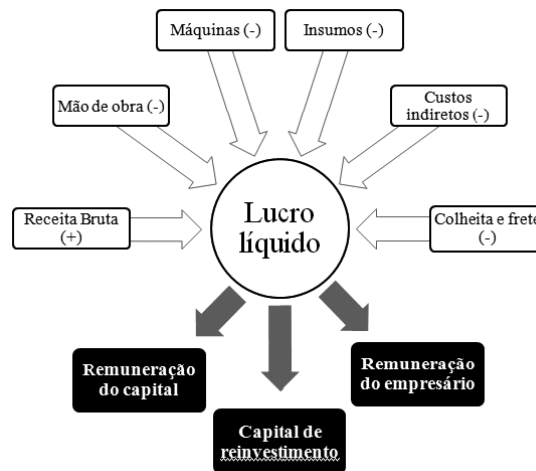 Máquinas (-)
Insumos (-)
Mão de obra (-)
Custos
indiretos (-)
Receita Bruta
(+)
Lucro
líquido
Colheita e frete
(-)
Remuneração
do capital
Capital de
reinvestimento
Remuneração
do empresário